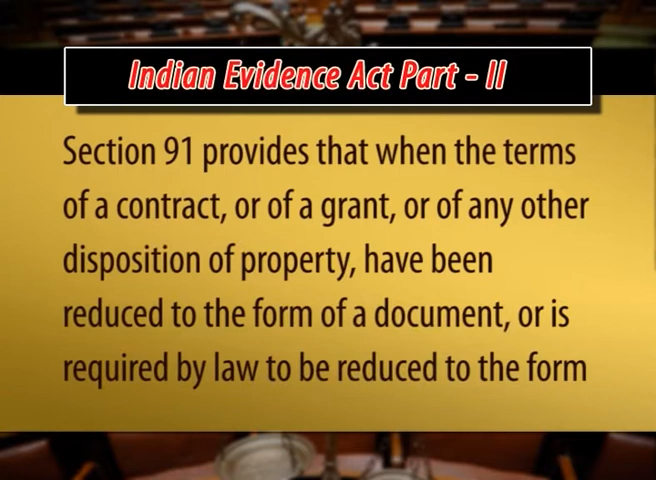 Indian Evidence Act Part - II
Section 91 provides that when the terms
of a contract, or of a grant, or of any other
disposition of property, have been
reduced to the form of a document, or is
required by law to be reduced to the form